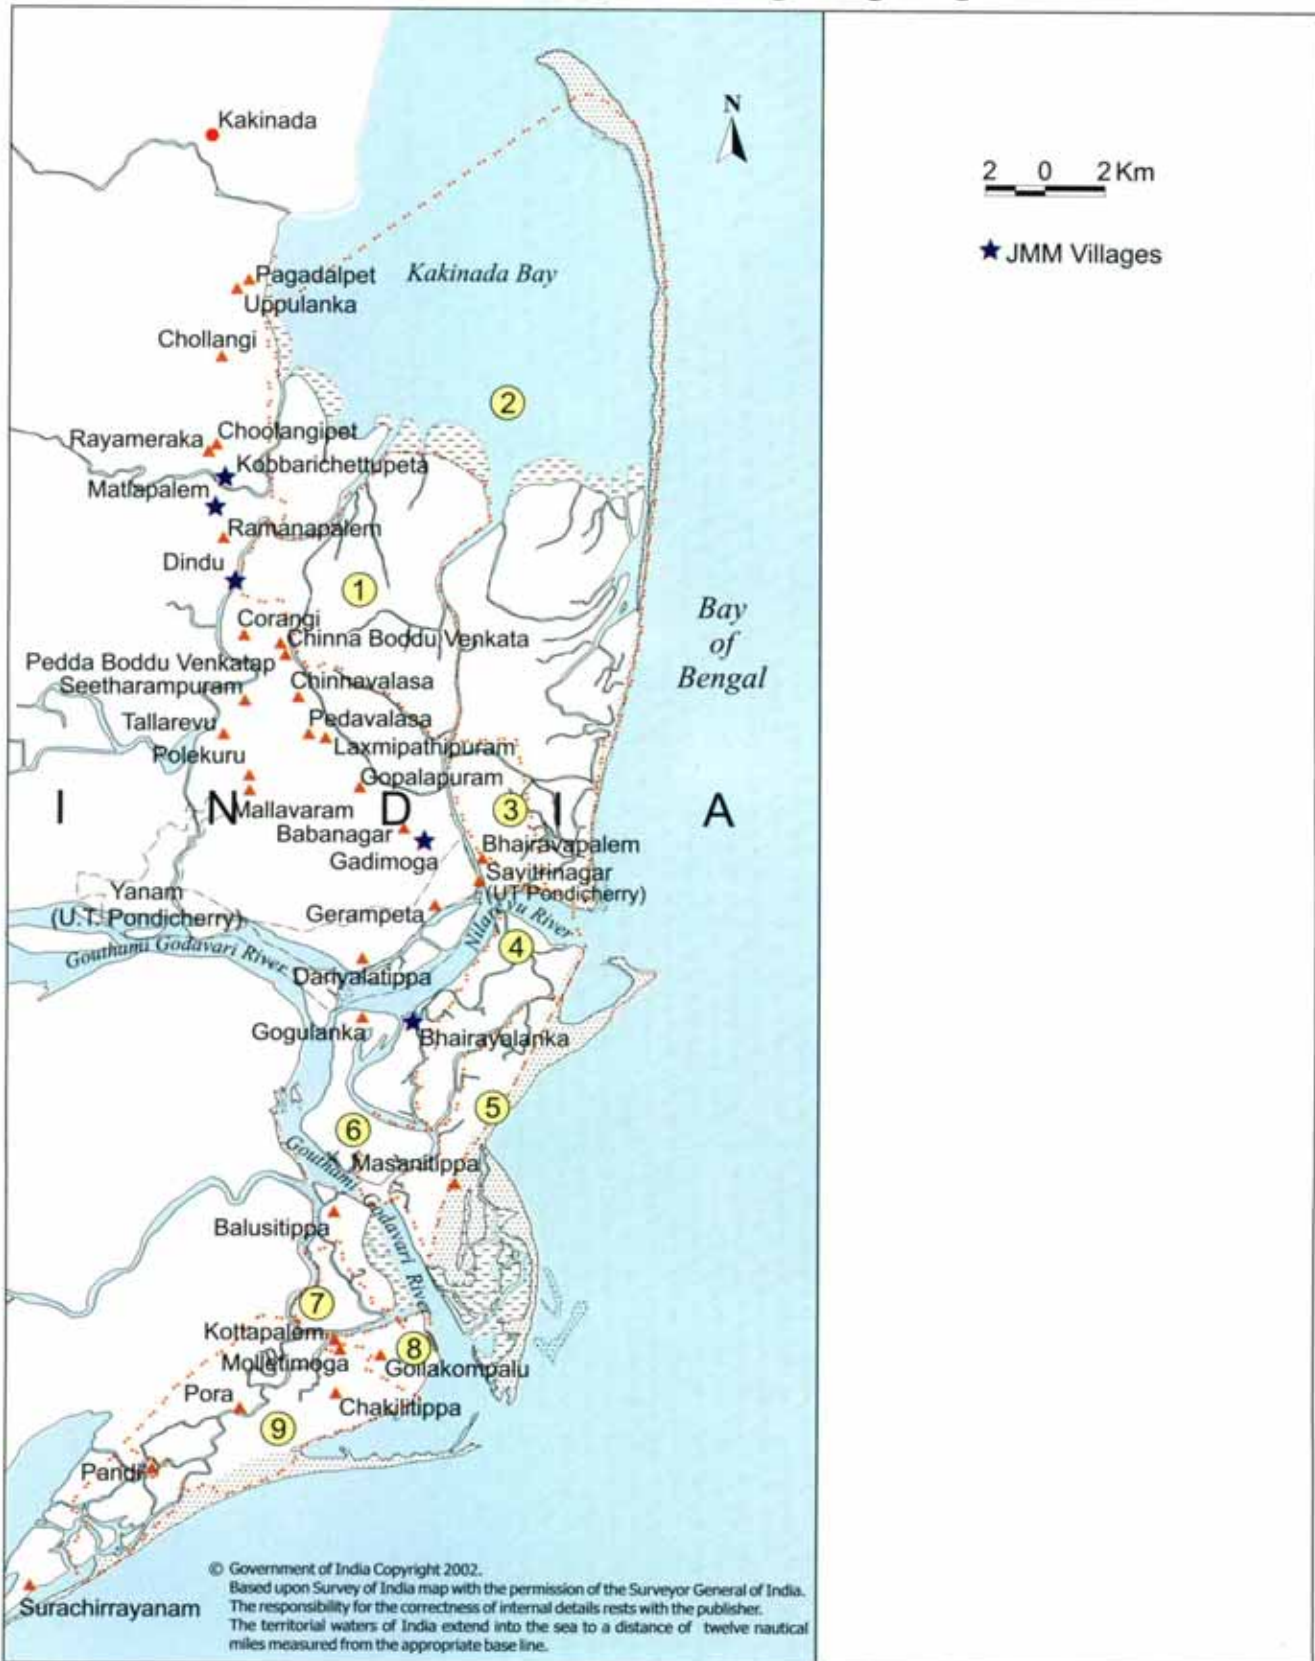 N
Kakinada
2 0 2 Km
Pagadalpet
Kakinada Bay
JMM Villages
Uppulanka
Chollangi
2
Rayameraka
Choolangipet
Kobbarichettupeta
Matlapalem
Ramanapalem
Dindu
1
Bay
of
Bengal
Corangi
Chinna Boddu Venkata
Pedda Boddu Venkatap
Seetharampuram
Chinhavalasa
Tallarevu
Pedavalasa
Laxmipathipuram
Polekuru
Gopalapuram
I N D I A
3
Mallavaram
Babanagar
Bhairavapalem
Gadimoga
Savitrinagar
(UT Pondicherry)
Yanam
(U.T. Pondicherry)
Gerampeta
Nilarevu River
4
Gouthami Godavari River
Dariyalatippa
Gogulanka
Bhairavalanka
5
6
Gouthami Godavari River
Masanitippa
Balusitippa
7
Kottapalem
8
Molletimoga
Gollakompalu
Pora
Chakilitippa
9
Pandi
Surachirrayanam
© Government of India Copyright 2002.
Based upon Survey of India map with the permission of the Surveyor General of India.
The responsibility for the correctness of internal details rests with the publisher.
The territorial waters of India extend into the sea to a distance of twelve nautical
miles measured from the appropriate base line.